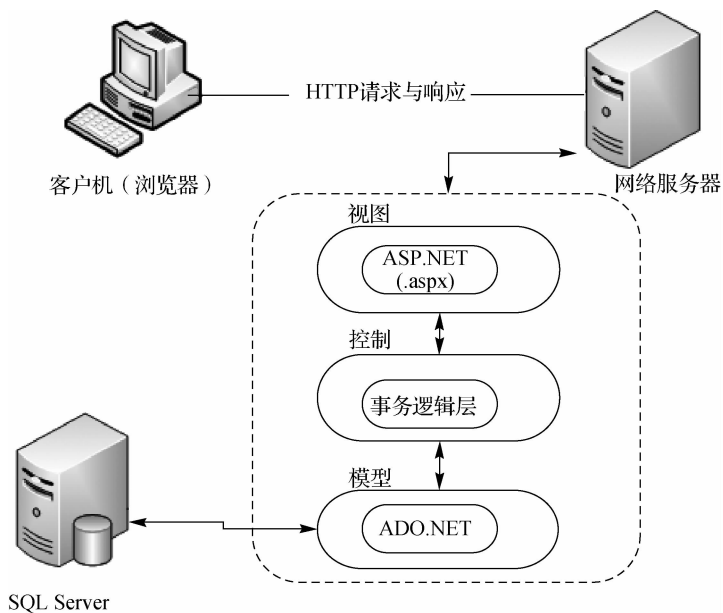 HTTP请求与响应
客户机（浏览器）
网络服务器
视图
ASP.NET
(.aspx)
控制
事务逻辑层
模型
ADO.NET
SQL Server